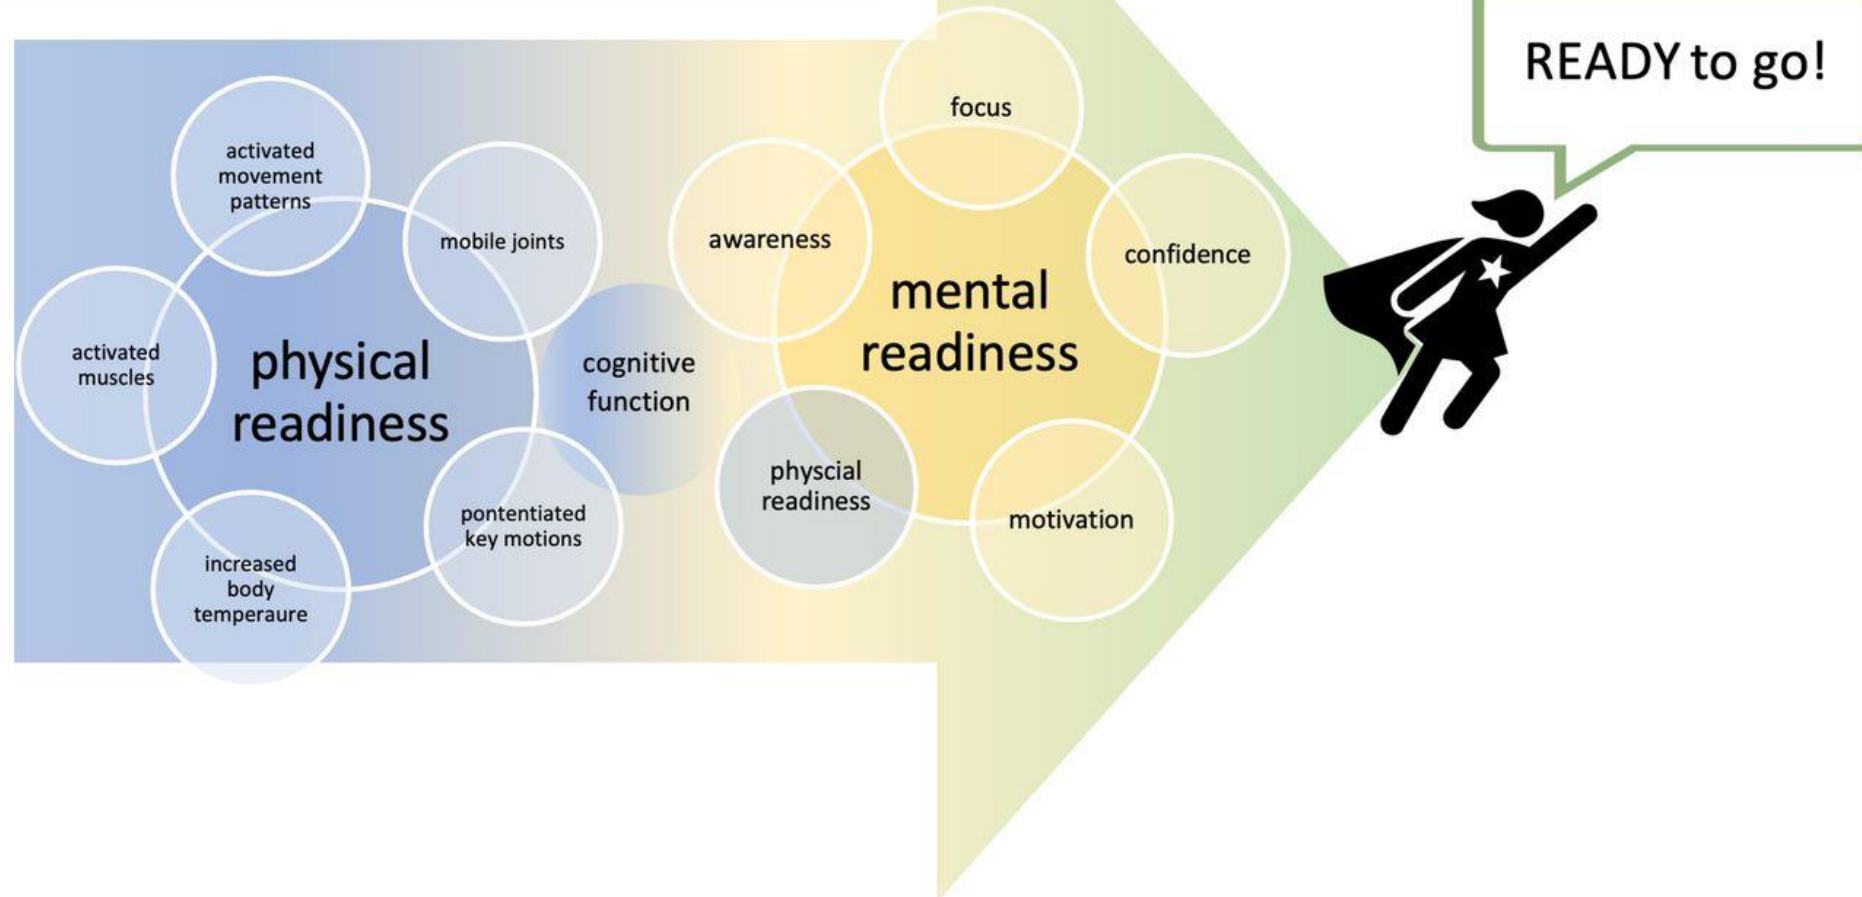 READY to go!
focus
activated
movement
patterns
mobile joints
awareness
confidence
mental
readiness
activated
muscles
physical
readiness
cognitive
function
physcial
readiness
motivation
pontentiated
key motions
increased
body
temperaure